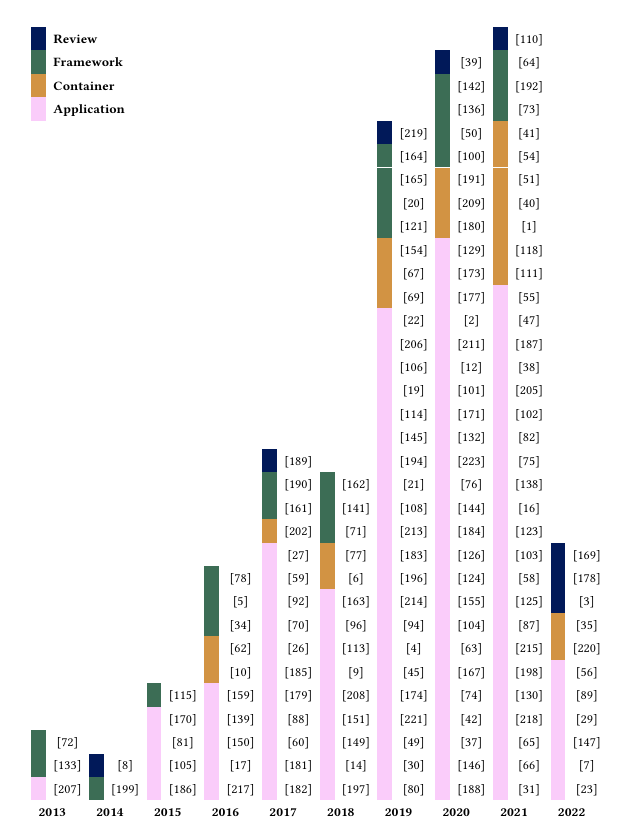 Review [110]
Framework [39] [64]
Container [142] [192]
Application [136] [73]
[219] [50] [41]
[164] [100] [54]
[165] [191] [51]
[20] [209] [40]
[121] [180] [1]
[154] [129] [118]
[67] [173] [111]
[69] [177] [55]
[22] [2] [47]
[206] [211] [187]
[106] [12] [38]
[19] [101] [205]
[114] [171] [102]
[145] [132] [82]
[189] [194] [223] [75]
[190] [162] [21] [76] [138]
[161] [141] [108] [144] [16]
[202] [71] [213] [184] [123]
[27] [77] [183] [126] [103] [169]
[78] [59] [6] [196] [124] [58] [178]
[5] [92] [163] [214] [155] [125] [3]
[34] [70] [96] [94] [104] [87] [35]
[62] [26] [113] [4] [63] [215] [220]
[10] [185] [9] [45] [167] [198] [56]
[115] [159] [179] [208] [174] [74] [130] [89]
[170] [139] [88] [151] [221] [42] [218] [29]
[72] [81] [150] [60] [149] [49] [37] [65] [147]
[133] [8] [105] [17] [181] [14] [30] [146] [66] [7]
[207] [199] [186] [217] [182] [197] [80] [188] [31] [23]
2013 2014 2015 2016 2017 2018 2019 2020 2021 2022